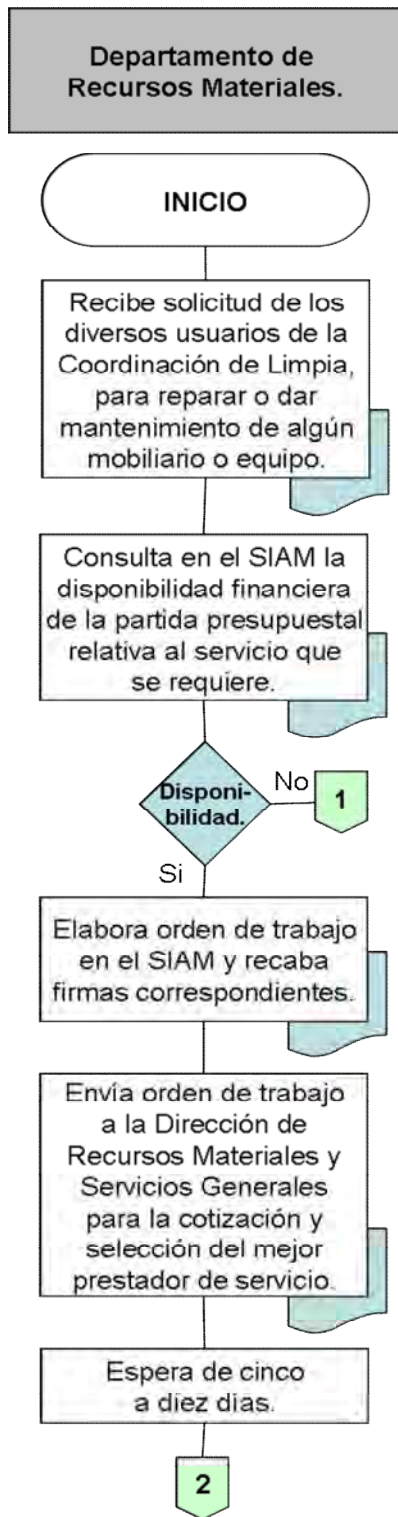 Departamento de
Recursos Materiales.
INICIO
Recibe solicitud de los
diversos usuarios de la
Coordinación de Limpia,
para reparar o dar
mantenimiento de algún
mobiliario o equipo.
Consulta en el SIAM la
disponibilidad financiera
de la partida presupuestal
relativa al servicio que
se requiere.
Disponi-
bilidad.
No
1
Si
Elabora orden de trabajo
en el SIAM y recaba
firmas correspondientes.
Envía orden de trabajo
a la Dirección de
Recursos Materiales y
Servicios Generales
para la cotización y
selección del mejor
prestador de servicio.
Espera de cinco
a diez dias.
2